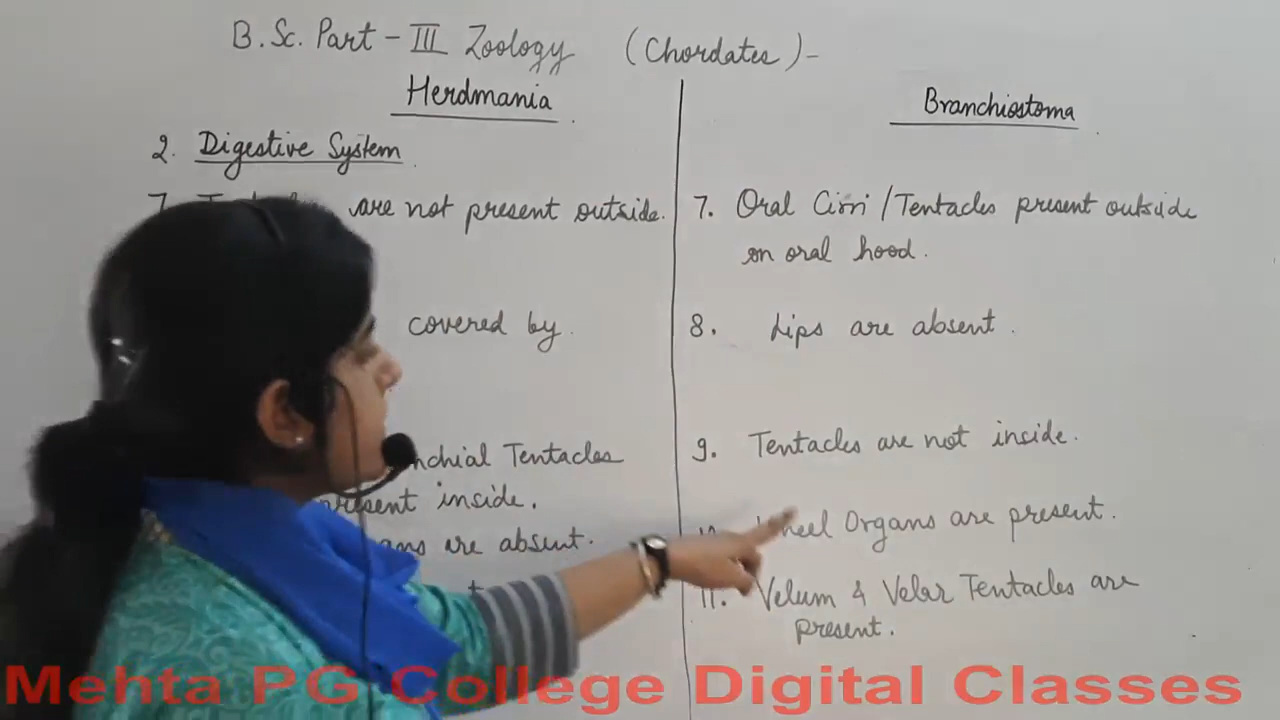 B.Sc. Part - III Zoology (Chordates) -
Herdmania
Branchiostoma
2. Digestive System
7. are not present outside.
covered by
Tentacles
present inside.
are absent.
7. Oral Cirri / Tentacles present outside
on oral hood.
8. Lips are absent.
9. Tentacles are not inside.
Organs are present.
11. Velum & Velar Tentacles are
present.
Mehta PG College Digital Classes